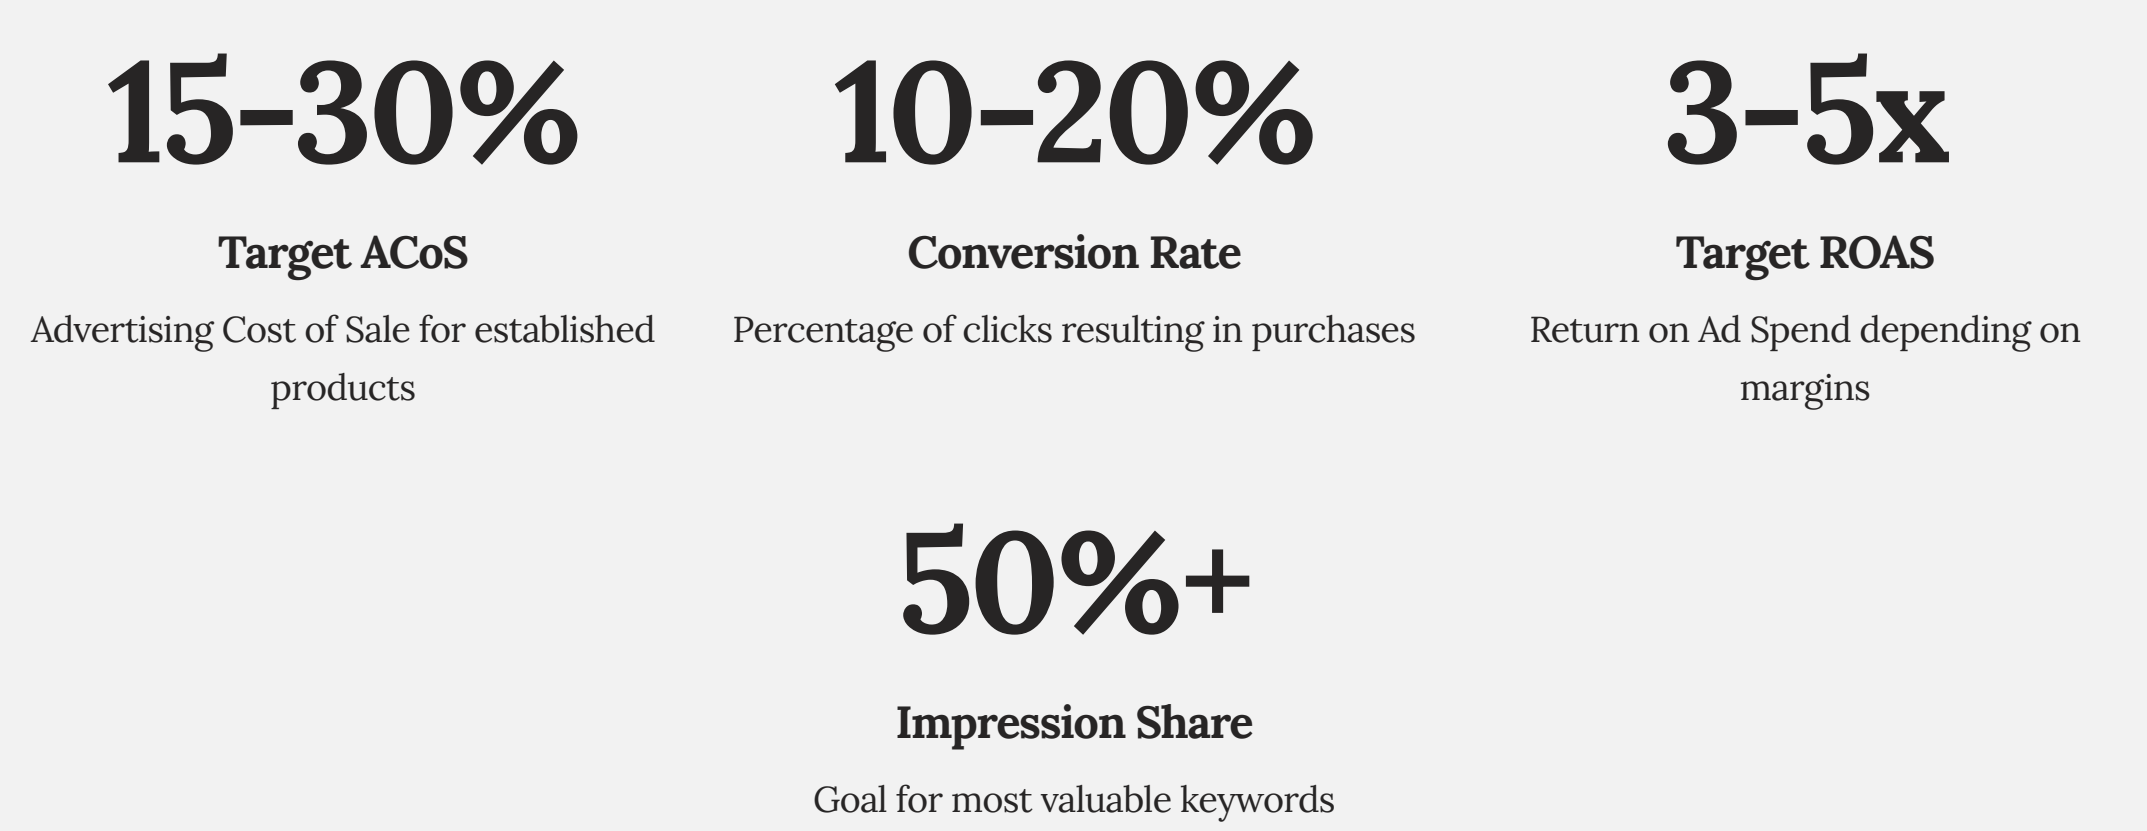 15–30%
10–20%
3–5x
Target ACoS
Conversion Rate
Target ROAS
Advertising Cost of Sale for established
products
Percentage of clicks resulting in purchases
Return on Ad Spend depending on
margins
50%+
Impression Share
Goal for most valuable keywords